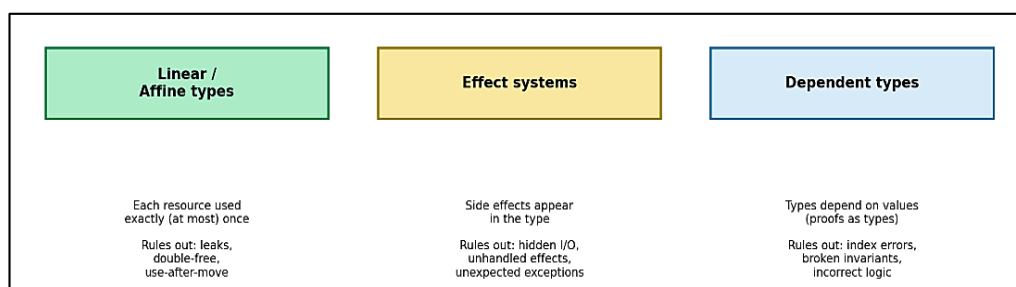 Linear /
Affine types
Effect systems
Dependent types
Each resource used
exactly (at most) once
Rules out: leaks,
double-free,
use-after-move
Side effects appear
in the type
Rules out: hidden I/O,
unhandled effects,
unexpected exceptions
Types depend on values
(proofs as types)
Rules out: index errors,
broken invariants,
incorrect logic